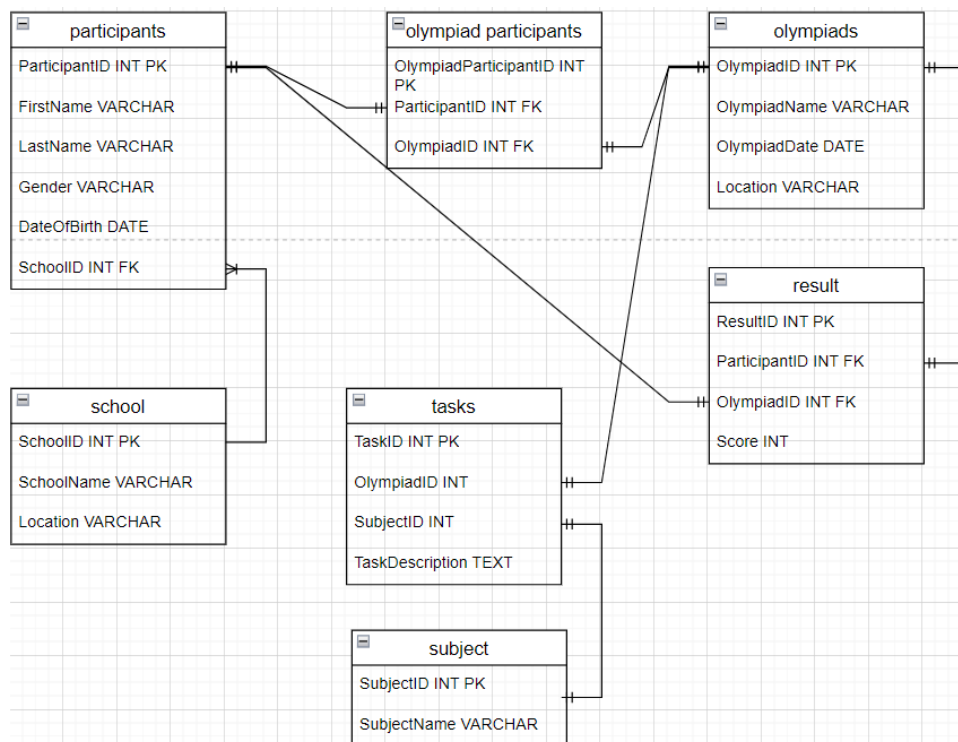 participants
ParticipantID INT PK
FirstName VARCHAR
LastName VARCHAR
Gender VARCHAR
DateOfBirth DATE
SchoolID INT FK
olympiad participants
OlympiadParticipantID INT
PK
ParticipantID INT FK
OlympiadID INT FK
olympiads
OlympiadID INT PK
OlympiadName VARCHAR
OlympiadDate DATE
Location VARCHAR
result
ResultID INT PK
ParticipantID INT FK
OlympiadID INT FK
Score INT
school
SchoolID INT PK
SchoolName VARCHAR
Location VARCHAR
tasks
TaskID INT PK
OlympiadID INT
SubjectID INT
TaskDescription TEXT
subject
SubjectID INT PK
SubjectName VARCHAR